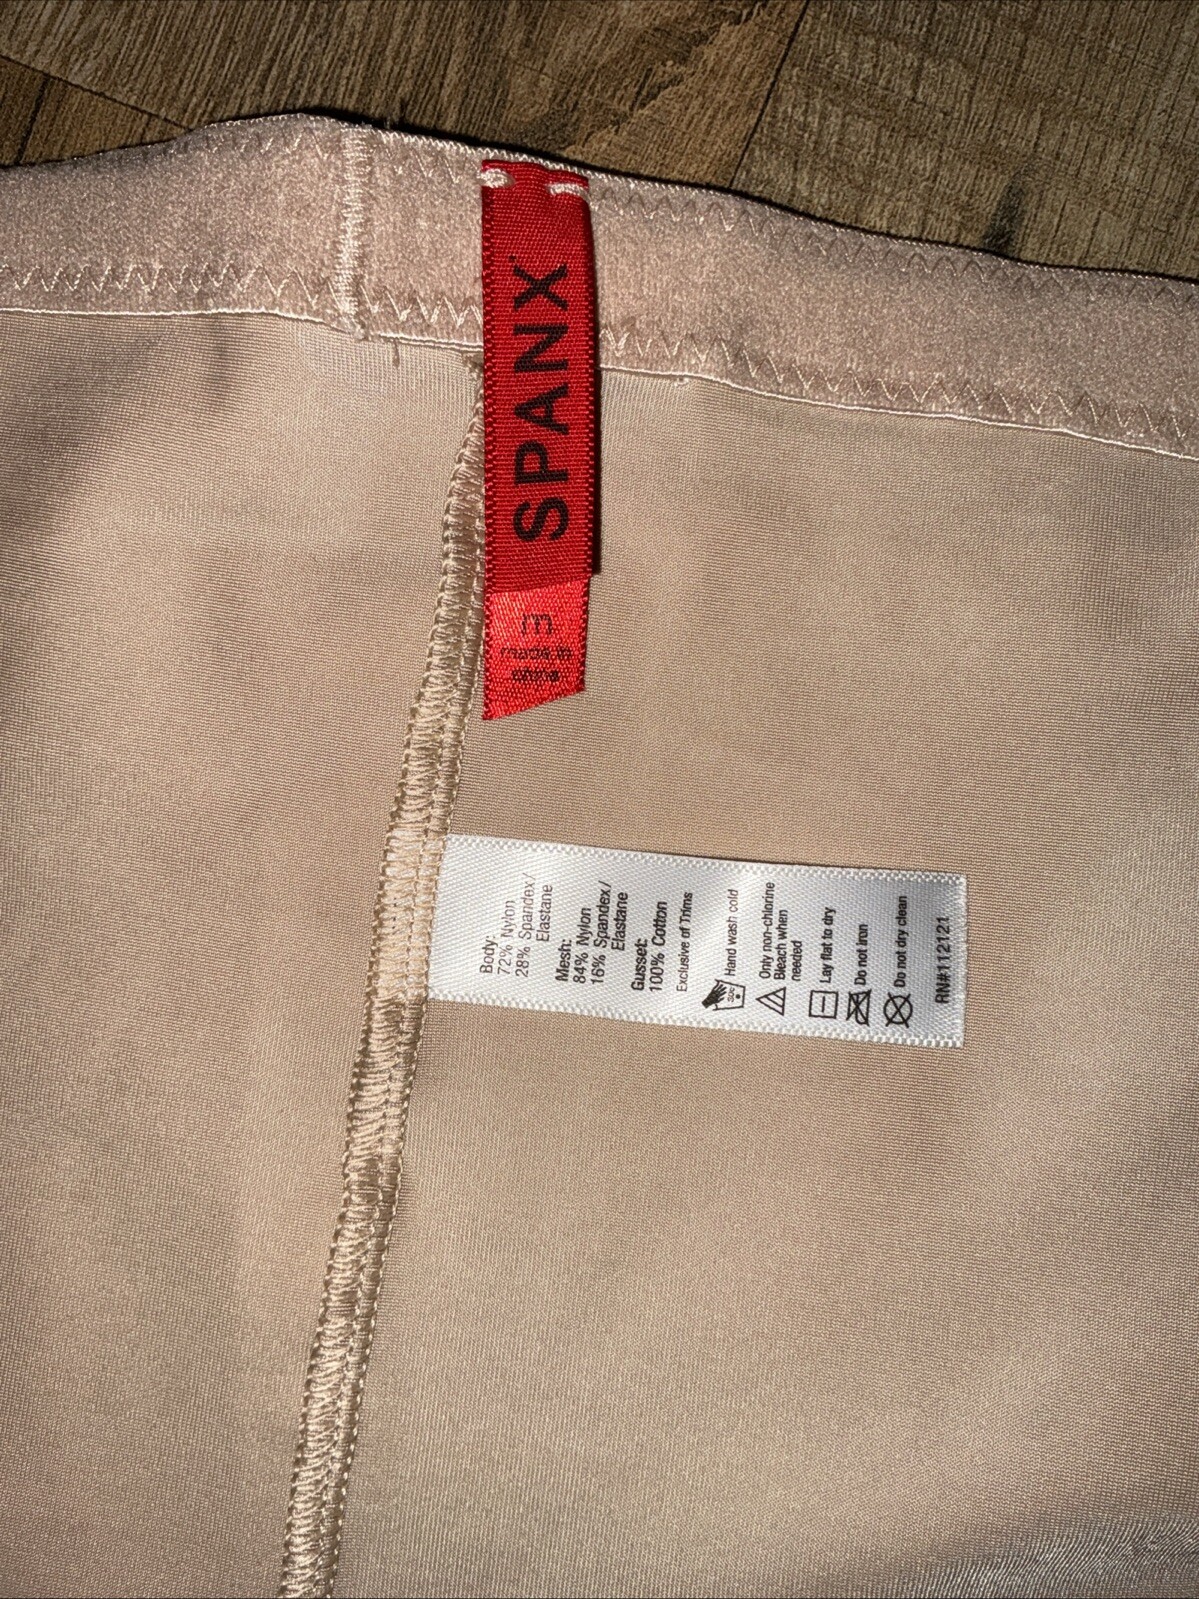 SPANX
m
made in
china
Body:
72% Nylon
28% Spandex/
Elastane
Mesh:
84% Nylon
16% Spandex/
Elastane
Gusset:
100% Cotton
Exclusive of Trims
30C
Hand wash cold
Only non-chlorine
Bleach when
needed
Lay flat to dry
Do not iron
Do not dry clean
RN#112121